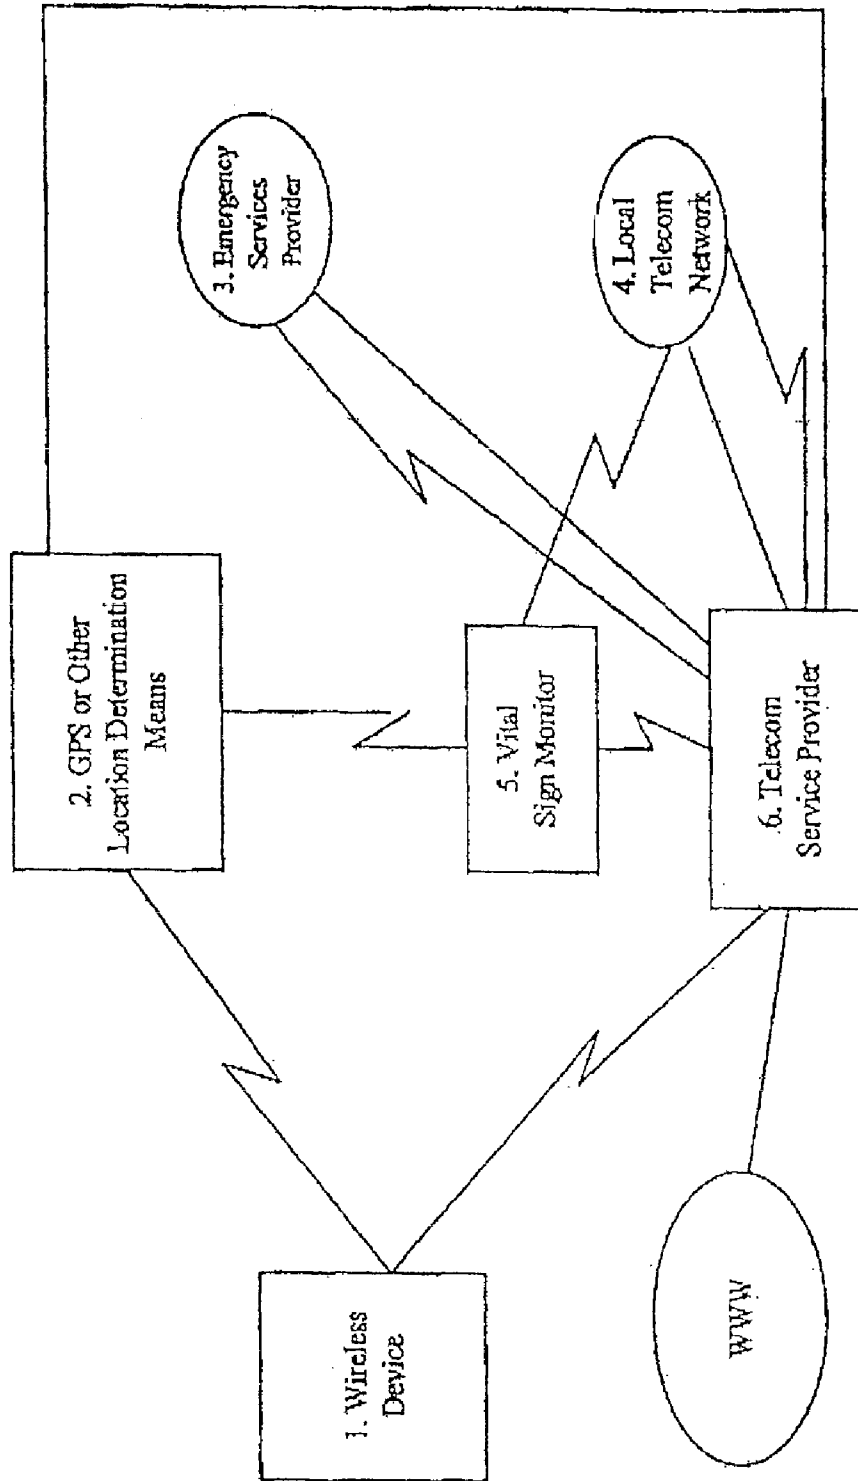 1. Wireless
Device
2. GPS or Other
Location Determination
Means
3. Emergency
Services
Provider
4. Local
Telecom
Network
5. Vital
Sign Monitor
6. Telecom
Service Provider
WWW